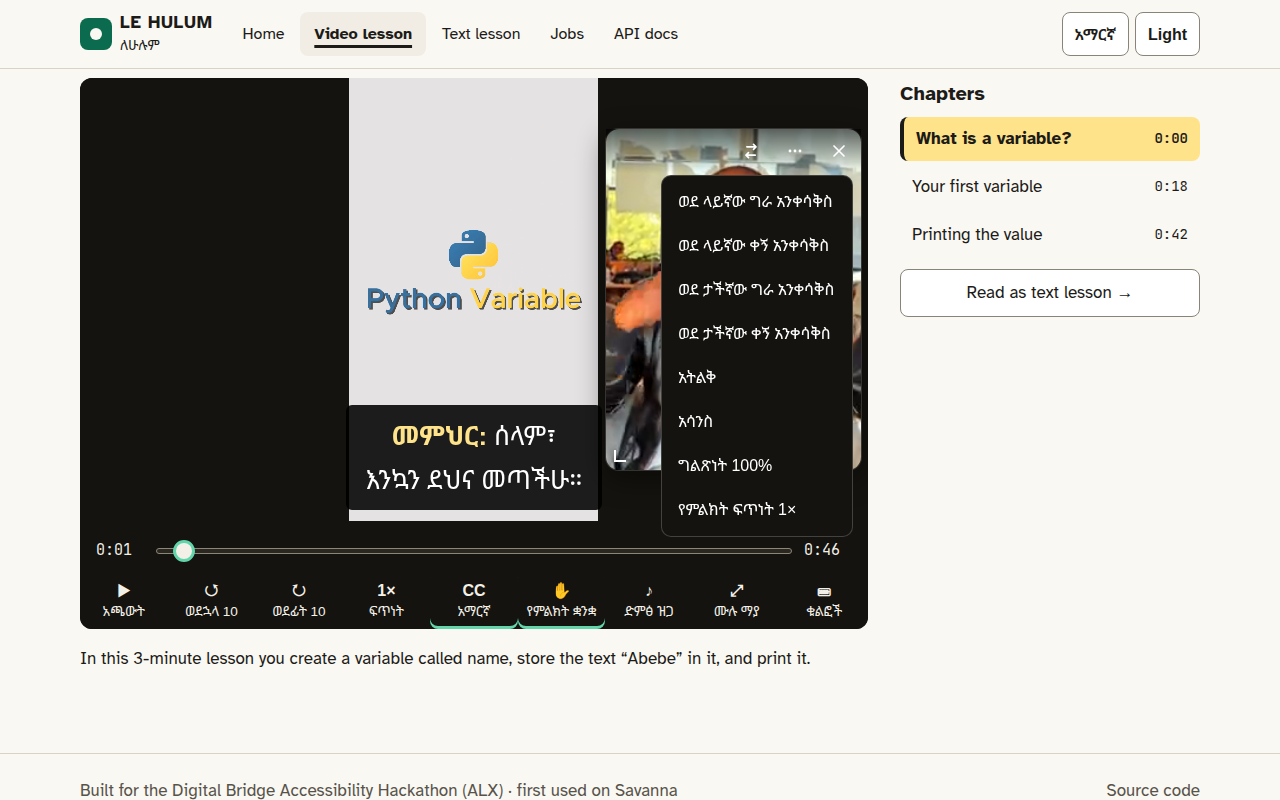 LE HULUM
ለሁሉም
Home
Video lesson
Text lesson
Jobs
API docs
አማርኛ
Light
Python Variable
መምህር: ሰላም፣
እንኳን ደህና መጣችሁ።
ወደ ላይኛው ግራ አንቀሳቅስ
ወደ ላይኛው ቀኝ አንቀሳቅስ
ወደ ታችኛው ግራ አንቀሳቅስ
ወደ ታችኛው ቀኝ አንቀሳቅስ
አትልቅ
አሳንስ
ግልጽነት 100%
የምልክት ፍጥነት 1×
0:01
0:46
አጫውት
ወደኋላ 10
ወደፊት 10
1×
ፍጥነት
CC
አማርኛ
የምልክት ቋንቋ
ድምፅ ዝጋ
ሙሉ ማያ
ቁልፎች
In this 3-minute lesson you create a variable called name, store the text “Abebe” in it, and print it.
Chapters
What is a variable? 0:00
Your first variable 0:18
Printing the value 0:42
Read as text lesson →
Built for the Digital Bridge Accessibility Hackathon (ALX) · first used on Savanna
Source code